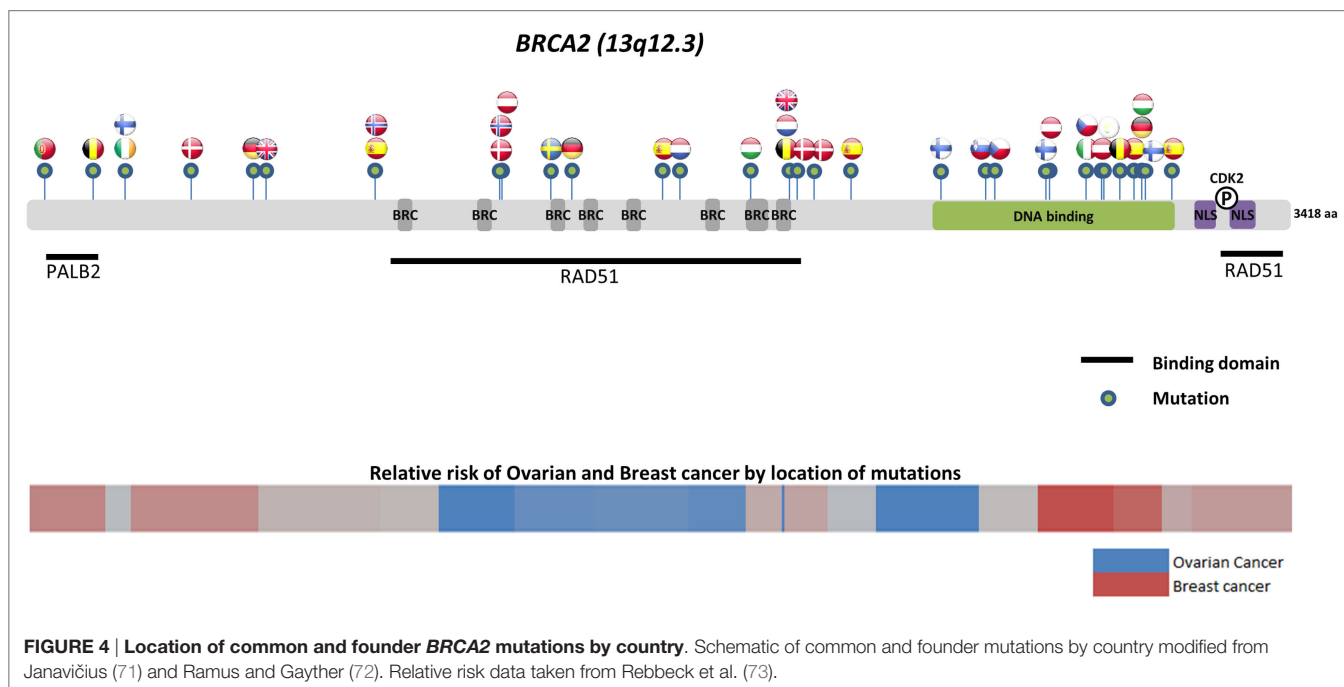 BRCA2 (13q12.3)
CDK2
P
BRC BRC BRC BRC BRC BRC BRC BRC DNA binding NLS NLS 3418 aa
PALB2 RAD51 RAD51
Binding domain
Mutation
Relative risk of Ovarian and Breast cancer by location of mutations
Ovarian Cancer
Breast cancer
FIGURE 4 | Location of common and founder BRCA2 mutations by country. Schematic of common and founder mutations by country modified from
Janavičius (71) and Ramus and Gayther (72). Relative risk data taken from Rebbeck et al. (73).